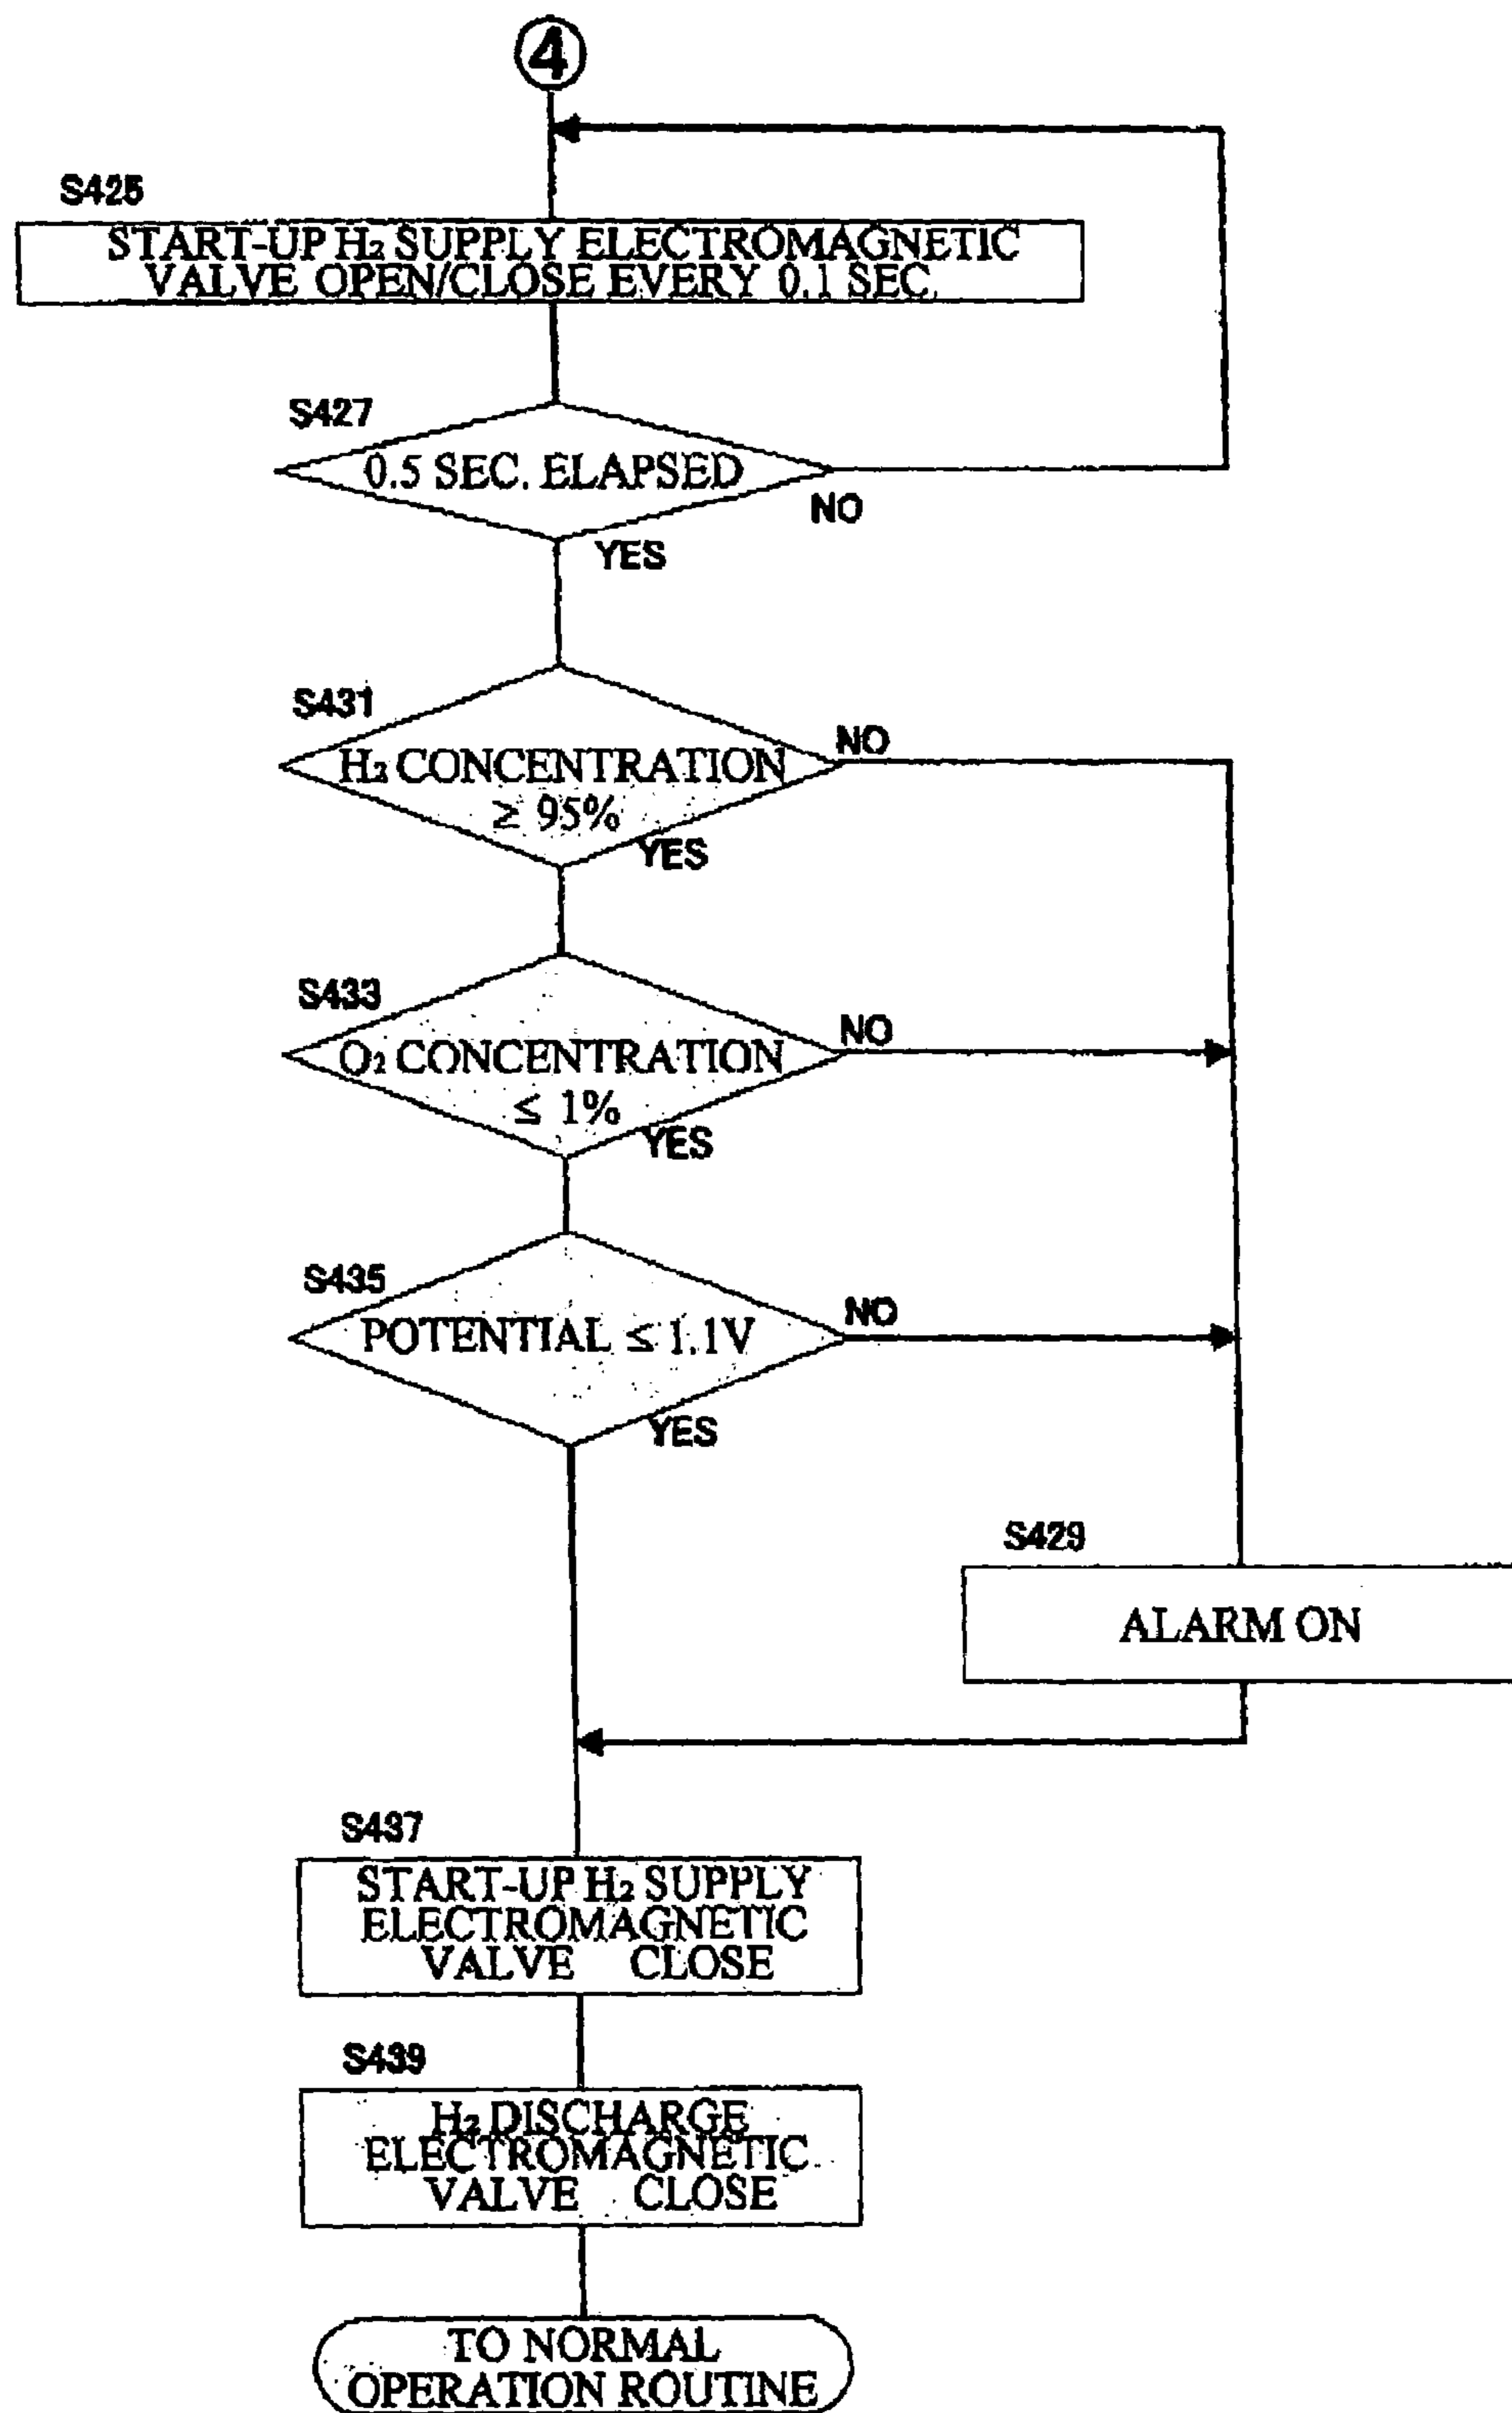 4
S425
START-UP H₂ SUPPLY ELECTROMAGNETIC
VALVE OPEN/CLOSE EVERY 0.1 SEC.
S427
0.5 SEC. ELAPSED
NO
YES
S431
NO
H₂ CONCENTRATION
≥ 95%
YES
S433
NO
O₂ CONCENTRATION
≤ 1%
YES
S435
NO
POTENTIAL ≤ 1.1V
YES
S429
ALARM ON
S437
START-UP H₂ SUPPLY
ELECTROMAGNETIC
VALVE CLOSE
S439
H₂ DISCHARGE
ELECTROMAGNETIC
VALVE CLOSE
TO NORMAL
OPERATION ROUTINE